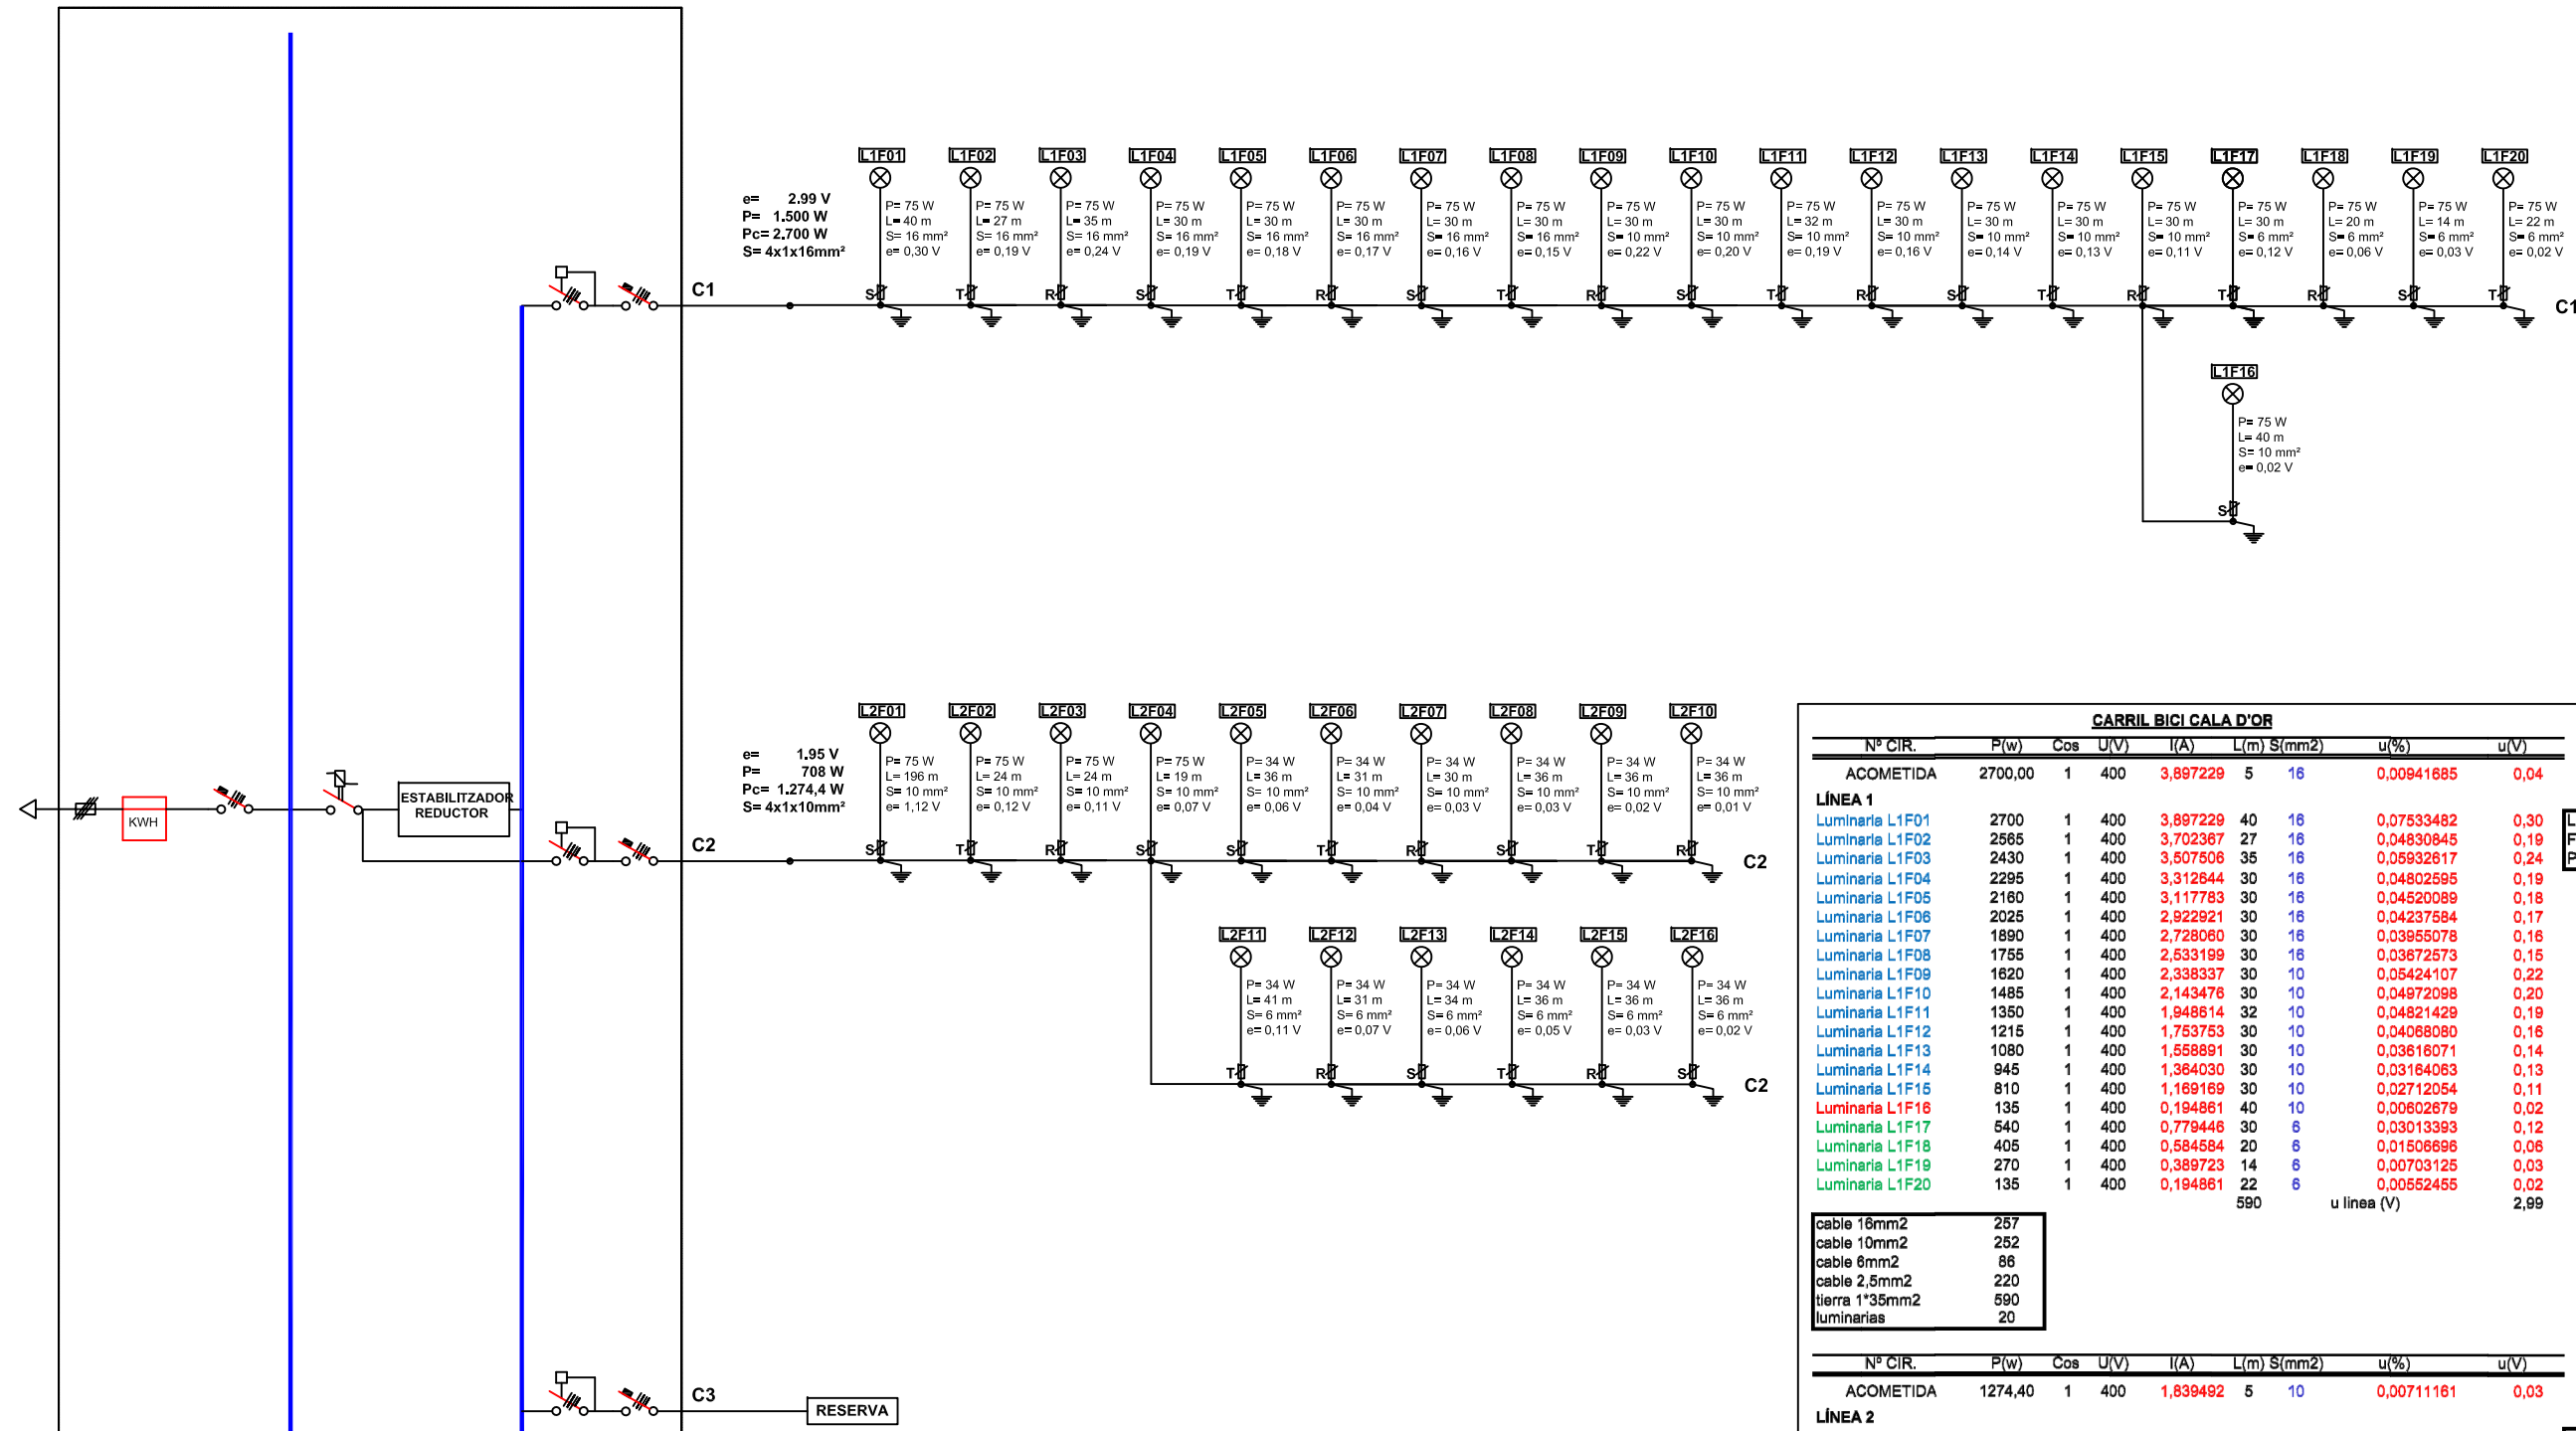 L1F01 L1F02 L1F03 L1F04 L1F05 L1F06 L1F07 L1F08 L1F09 L1F10 L1F11 L1F12 L1F13 L1F14 L1F15 L1F17 L1F18 L1F19 L1F20
e= 2.99 V
P= 1.500 W
Pc= 2.700 W
S= 4x1x16mm²
P= 75 W P= 75 W P= 75 W P= 75 W P= 75 W P= 75 W P= 75 W P= 75 W P= 75 W P= 75 W P= 75 W P= 75 W P= 75 W P= 75 W P= 75 W P= 75 W P= 75 W P= 75 W P= 75 W
L= 40 m L= 27 m L= 35 m L= 30 m L= 30 m L= 30 m L= 30 m L= 30 m L= 30 m L= 30 m L= 32 m L= 30 m L= 30 m L= 30 m L= 30 m L= 30 m L= 20 m L= 14 m L= 22 m
S= 16 mm² S= 16 mm² S= 16 mm² S= 16 mm² S= 16 mm² S= 16 mm² S= 16 mm² S= 16 mm² S= 10 mm² S= 10 mm² S= 10 mm² S= 10 mm² S= 10 mm² S= 10 mm² S= 10 mm² S= 6 mm² S= 6 mm² S= 6 mm² S= 6 mm²
e= 0,30 V e= 0,19 V e= 0,24 V e= 0,19 V e= 0,18 V e= 0,17 V e= 0,16 V e= 0,15 V e= 0,22 V e= 0,20 V e= 0,19 V e= 0,16 V e= 0,14 V e= 0,13 V e= 0,11 V e= 0,12 V e= 0,06 V e= 0,03 V e= 0,02 V
C1 S T R S T R S T R S T R S T R T R S T C1
L1F16
P= 75 W
L= 40 m
S= 10 mm²
e= 0,02 V
S
L2F01 L2F02 L2F03 L2F04 L2F05 L2F06 L2F07 L2F08 L2F09 L2F10
e= 1.95 V
P= 708 W
Pc= 1.274,4 W
S= 4x1x10mm²
P= 75 W P= 75 W P= 75 W P= 75 W P= 34 W P= 34 W P= 34 W P= 34 W P= 34 W P= 34 W
L= 196 m L= 24 m L= 24 m L= 19 m L= 36 m L= 31 m L= 30 m L= 36 m L= 36 m L= 36 m
S= 10 mm² S= 10 mm² S= 10 mm² S= 10 mm² S= 10 mm² S= 10 mm² S= 10 mm² S= 10 mm² S= 10 mm² S= 10 mm²
e= 1,12 V e= 0,12 V e= 0,11 V e= 0,07 V e= 0,06 V e= 0,04 V e= 0,03 V e= 0,03 V e= 0,02 V e= 0,01 V
KWH
ESTABILITZADOR
REDUCTOR
C2 S T R S S T R S T R C2
L2F11 L2F12 L2F13 L2F14 L2F15 L2F16
P= 34 W P= 34 W P= 34 W P= 34 W P= 34 W P= 34 W
L= 41 m L= 31 m L= 34 m L= 36 m L= 36 m L= 36 m
S= 6 mm² S= 6 mm² S= 6 mm² S= 6 mm² S= 6 mm² S= 6 mm²
e= 0,11 V e= 0,07 V e= 0,06 V e= 0,05 V e= 0,03 V e= 0,02 V
T R S T R S C2
C3 RESERVA
CARRIL BICI CALA D'OR
Nº CIR. P(w) Cos U(V) I(A) L(m) S(mm2) u(%) u(V)
ACOMETIDA 2700,00 1 400 3,897229 5 16 0,00941685 0,04
LÍNEA 1
Luminaria L1F01 2700 1 400 3,897229 40 16 0,07533482 0,30
Luminaria L1F02 2565 1 400 3,702367 27 16 0,04830845 0,19
Luminaria L1F03 2430 1 400 3,507506 35 16 0,05932617 0,24
Luminaria L1F04 2295 1 400 3,312644 30 16 0,04802595 0,19
Luminaria L1F05 2160 1 400 3,117783 30 16 0,04520089 0,18
Luminaria L1F06 2025 1 400 2,922921 30 16 0,04237584 0,17
Luminaria L1F07 1890 1 400 2,728060 30 16 0,03955078 0,16
Luminaria L1F08 1755 1 400 2,533199 30 16 0,03672573 0,15
Luminaria L1F09 1620 1 400 2,338337 30 10 0,05424107 0,22
Luminaria L1F10 1485 1 400 2,143476 30 10 0,04972098 0,20
Luminaria L1F11 1350 1 400 1,948614 32 10 0,04821429 0,19
Luminaria L1F12 1215 1 400 1,753753 30 10 0,04068080 0,16
Luminaria L1F13 1080 1 400 1,558891 30 10 0,03616071 0,14
Luminaria L1F14 945 1 400 1,364030 30 10 0,03164063 0,13
Luminaria L1F15 810 1 400 1,169169 30 10 0,02712054 0,11
Luminaria L1F16 135 1 400 0,194861 40 10 0,00602679 0,02
Luminaria L1F17 540 1 400 0,779446 30 6 0,03013393 0,12
Luminaria L1F18 405 1 400 0,584584 20 6 0,01506696 0,06
Luminaria L1F19 270 1 400 0,389723 14 6 0,00703125 0,03
Luminaria L1F20 135 1 400 0,194861 22 6 0,00552455 0,02
590 u linea (V) 2,99
L
F
P
cable 16mm2 257
cable 10mm2 252
cable 6mm2 86
cable 2,5mm2 220
tierra 1*35mm2 590
luminarias 20
Nº CIR. P(w) Cos U(V) I(A) L(m) S(mm2) u(%) u(V)
ACOMETIDA 1274,40 1 400 1,839492 5 10 0,00711161 0,03
LÍNEA 2